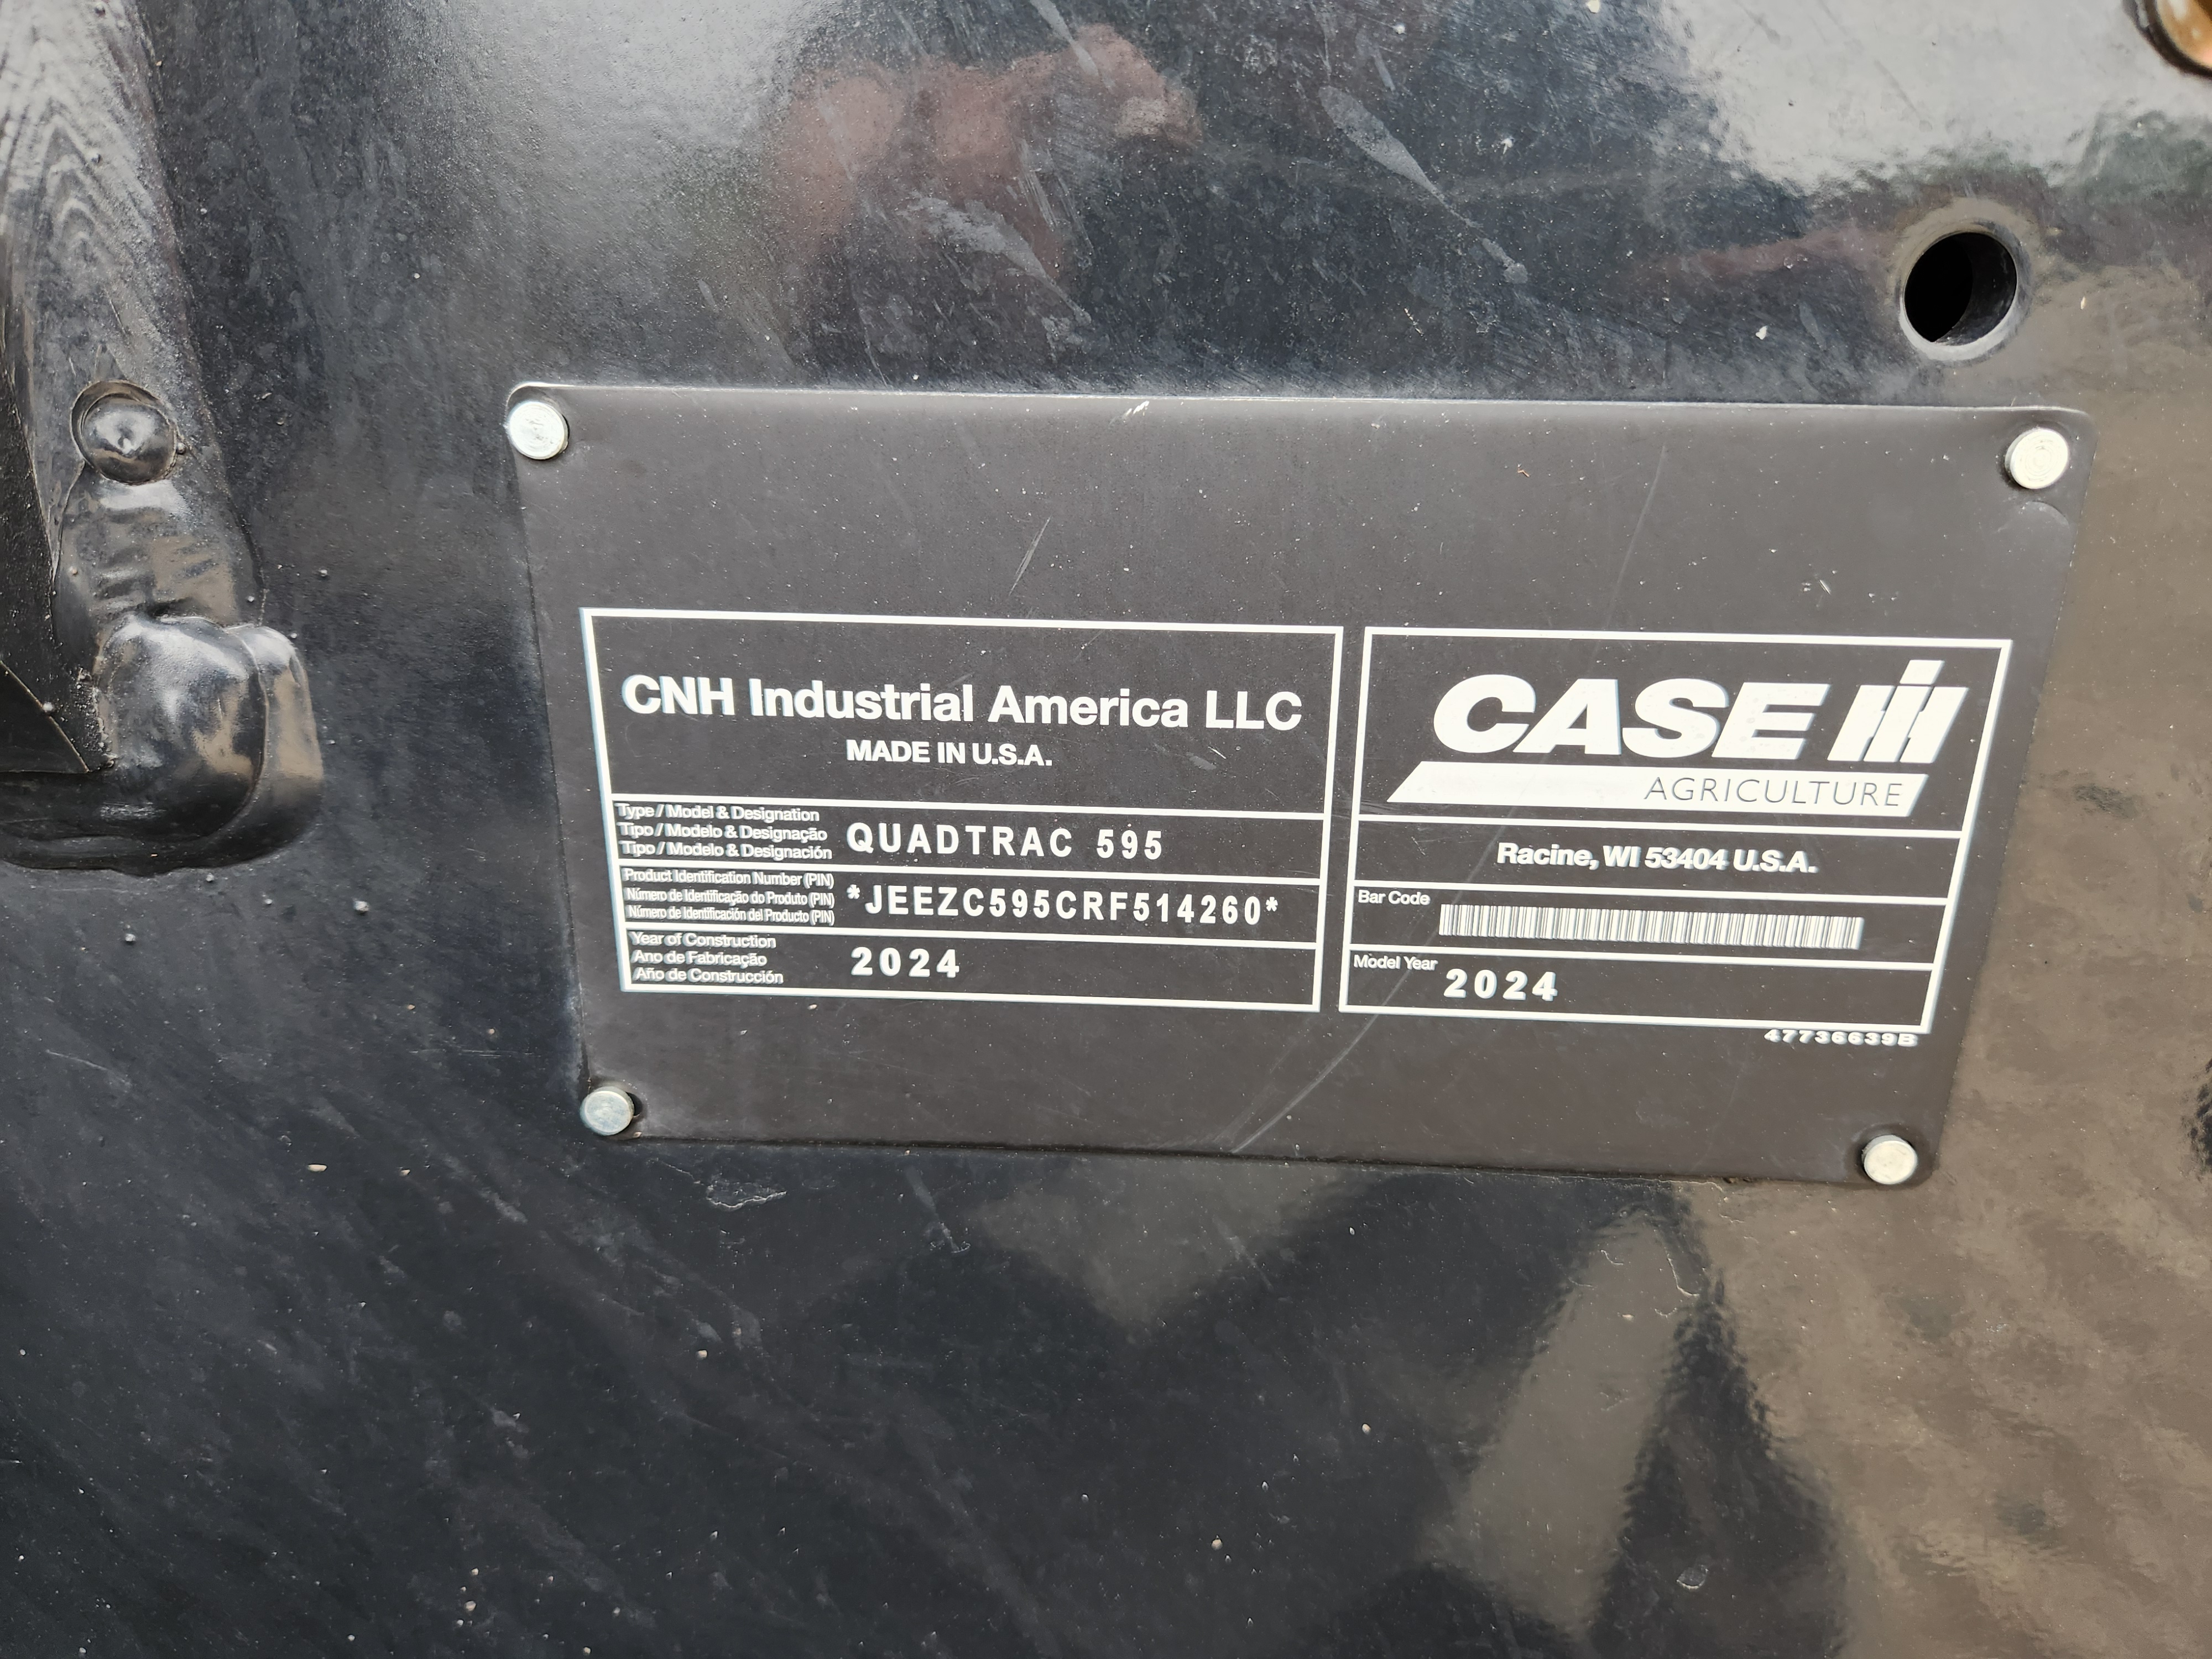 CNH Industrial America LLC
MADE IN U.S.A.
Type / Model & Designation
Tipo / Modelo & Designação
Tipo / Modelo & Designación
QUADTRAC 595
Product Identification Number (PIN)
Número de Identificação do Produto (PIN)
Número de Identificación del Producto (PIN)
*JEEZC595CRF514260*
Year of Construction
Ano de Fabricação
Año de Construcción
2024
CASE IH
AGRICULTURE
Racine, WI 53404 U.S.A.
Bar Code
Model Year
2024
47736639B